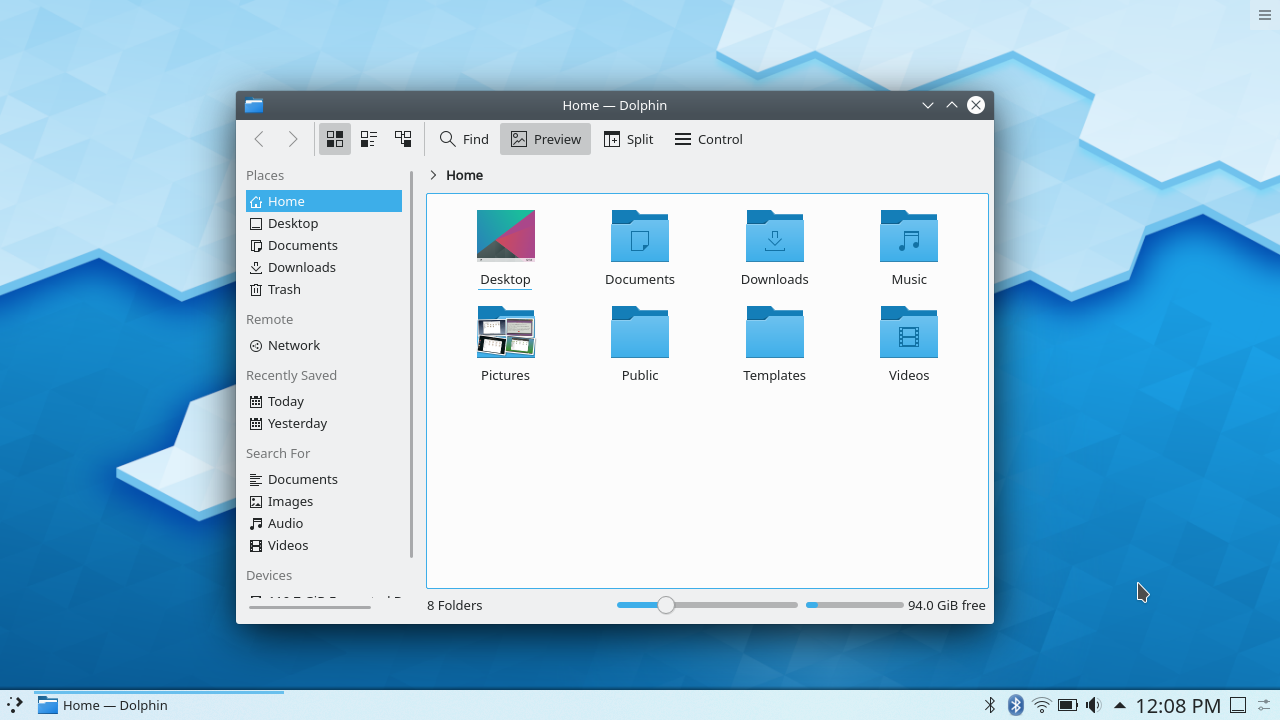 Home — Dolphin
Find
Preview
Split
Control
Places
Home
Desktop
Documents
Downloads
Trash
Remote
Network
Recently Saved
Today
Yesterday
Search For
Documents
Images
Audio
Videos
Devices
Home
Desktop
Documents
Downloads
Music
Pictures
Public
Templates
Videos
8 Folders
94.0 GiB free
Home — Dolphin
12:08 PM